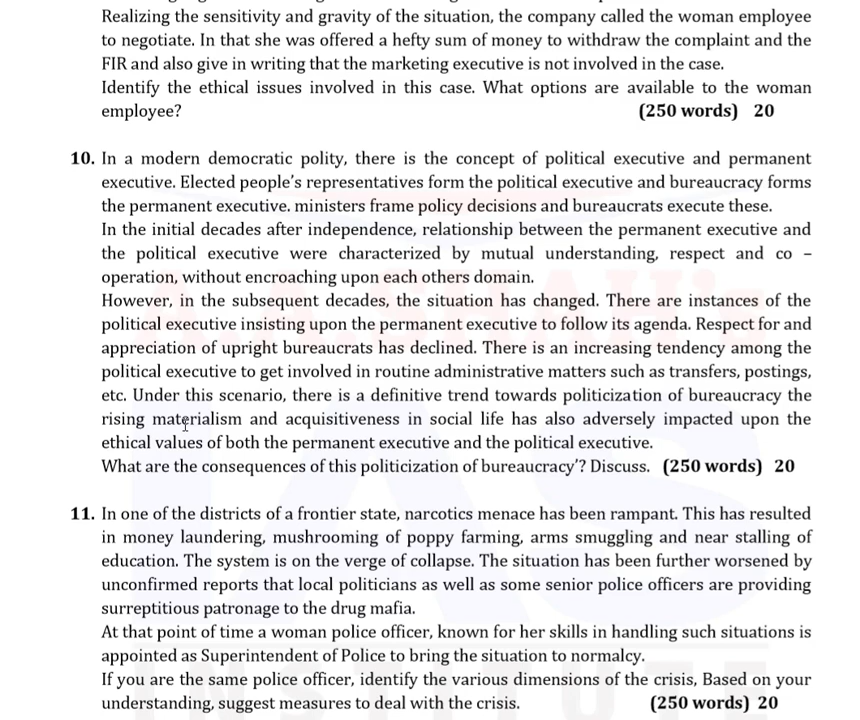 Realizing the sensitivity and gravity of the situation, the company called the woman employee
to negotiate. In that she was offered a hefty sum of money to withdraw the complaint and the
FIR and also give in writing that the marketing executive is not involved in the case.
Identify the ethical issues involved in this case. What options are available to the woman
employee? (250 words) 20
10. In a modern democratic polity, there is the concept of political executive and permanent
executive. Elected people's representatives form the political executive and bureaucracy forms
the permanent executive. ministers frame policy decisions and bureaucrats execute these.
In the initial decades after independence, relationship between the permanent executive and
the political executive were characterized by mutual understanding, respect and co –
operation, without encroaching upon each others domain.
However, in the subsequent decades, the situation has changed. There are instances of the
political executive insisting upon the permanent executive to follow its agenda. Respect for and
appreciation of upright bureaucrats has declined. There is an increasing tendency among the
political executive to get involved in routine administrative matters such as transfers, postings,
etc. Under this scenario, there is a definitive trend towards politicization of bureaucracy the
rising materialism and acquisitiveness in social life has also adversely impacted upon the
ethical values of both the permanent executive and the political executive.
What are the consequences of this politicization of bureaucracy'? Discuss. (250 words) 20
11. In one of the districts of a frontier state, narcotics menace has been rampant. This has resulted
in money laundering, mushrooming of poppy farming, arms smuggling and near stalling of
education. The system is on the verge of collapse. The situation has been further worsened by
unconfirmed reports that local politicians as well as some senior police officers are providing
surreptitious patronage to the drug mafia.
At that point of time a woman police officer, known for her skills in handling such situations is
appointed as Superintendent of Police to bring the situation to normalcy.
If you are the same police officer, identify the various dimensions of the crisis, Based on your
understanding, suggest measures to deal with the crisis. (250 words) 20
IAS
INSTITUTE